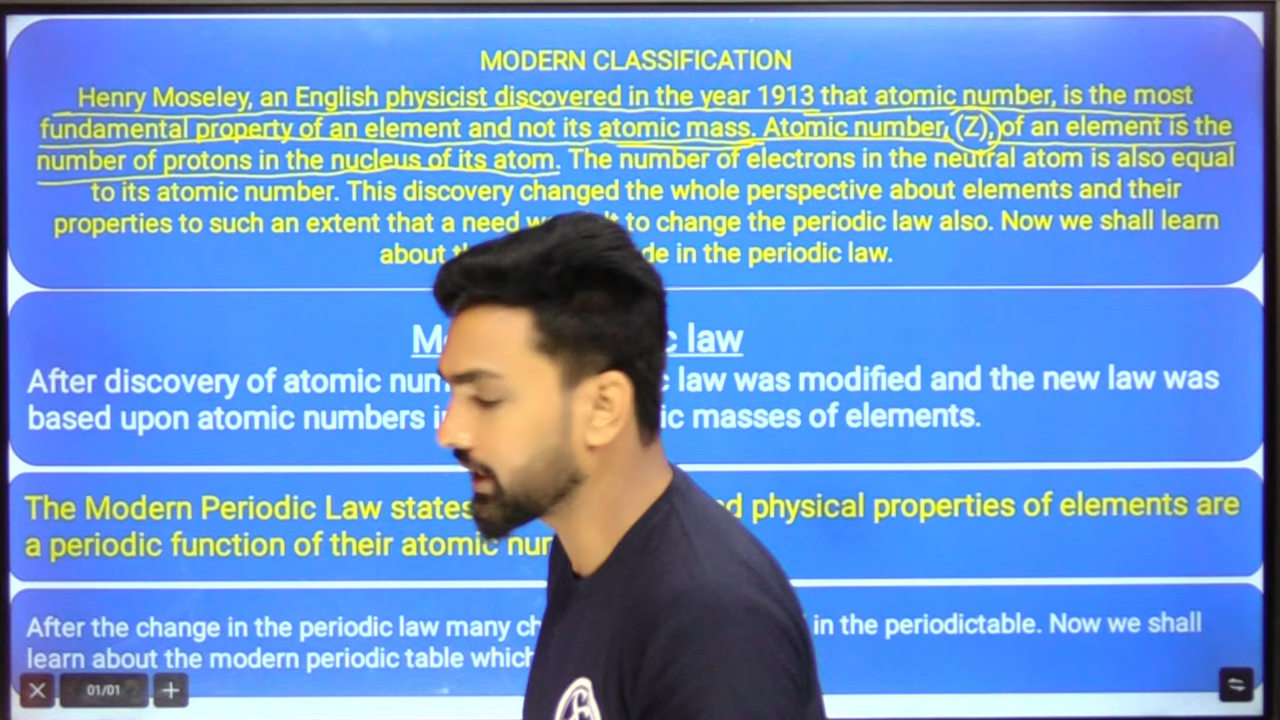 MODERN CLASSIFICATION
Henry Moseley, an English physicist discovered in the year 1913 that atomic number, is the most
fundamental property of an element and not its atomic mass. Atomic number, (Z), of an element is the
number of protons in the nucleus of its atom. The number of electrons in the neutral atom is also equal
to its atomic number. This discovery changed the whole perspective about elements and their
properties to such an extent that a need to change the periodic law also. Now we shall learn
about in the periodic law.
law
After discovery of atomic law was modified and the new law was
based upon atomic numbers masses of elements.
The Modern Periodic Law states physical properties of elements are
a periodic function of their atomic
After the change in the periodic law many in the periodictable. Now we shall
learn about the modern periodic table which
01/01